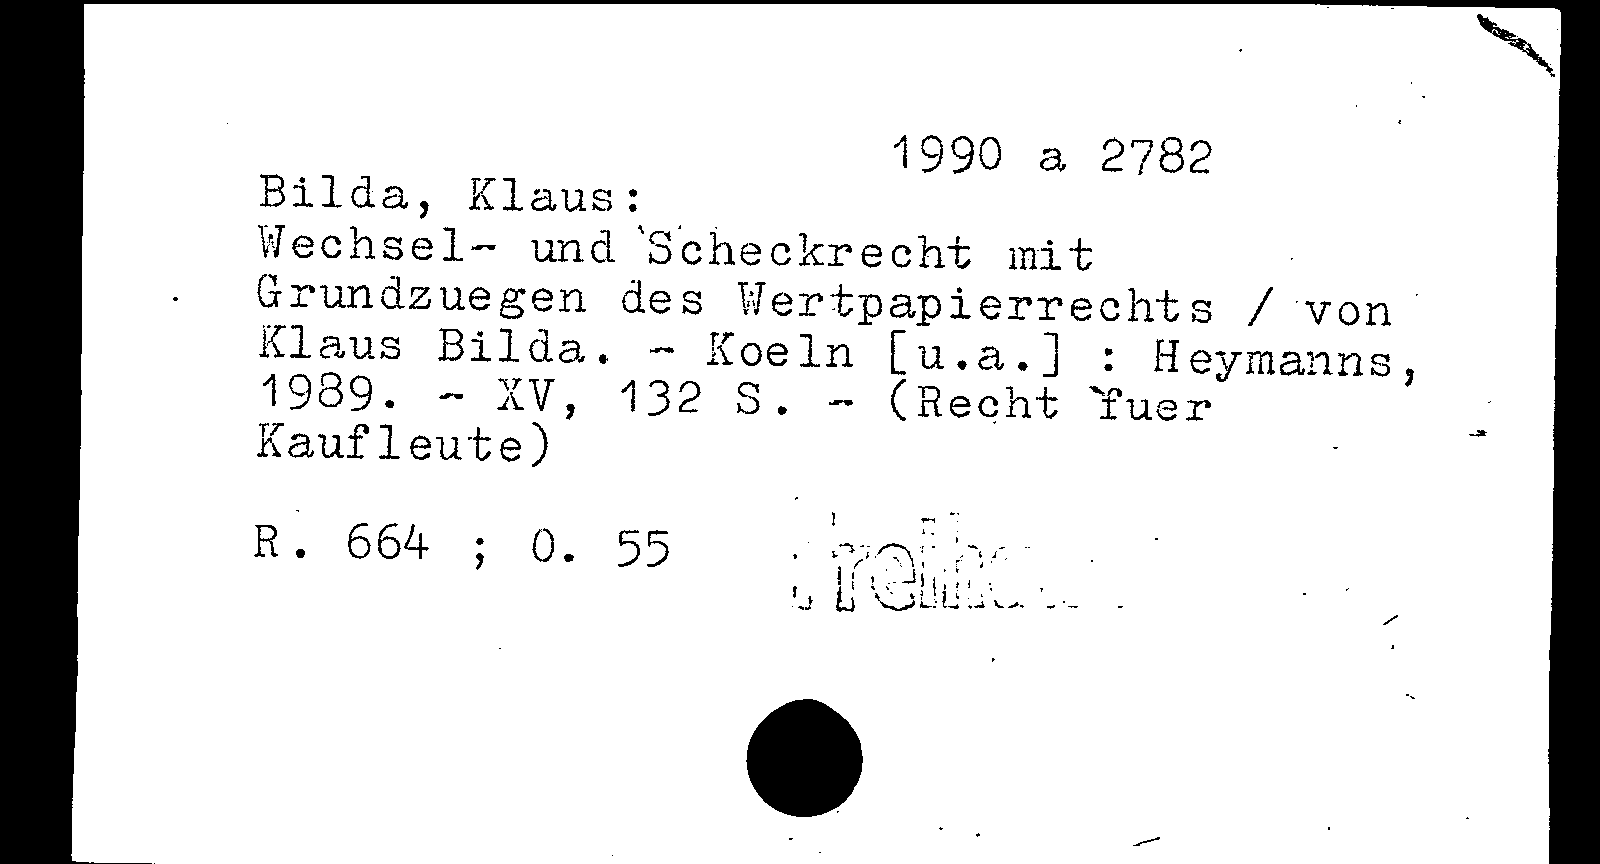 1990 a 2782
Bilda, Klaus:
Wechsel- und Scheckrecht mit
Grundzuegen des Wertpapierrechts / von
Klaus Bilda. - Koeln [u.a.] : Heymanns,
1989. - XV, 132 S. - (Recht fuer
Kaufleute)
R. 664 ; O. 55